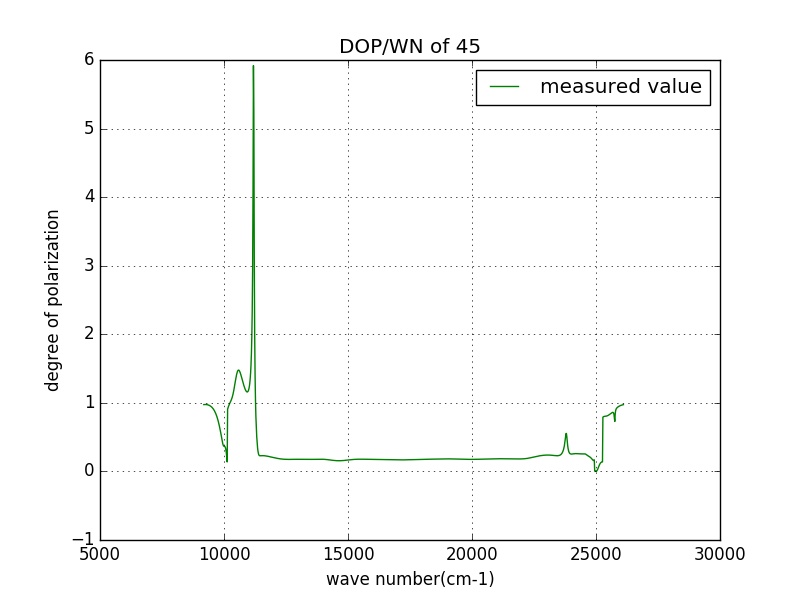 DOP/WN of 45
measured value
6
5
4
3
2
1
0
−1
degree of polarization
5000 10000 15000 20000 25000 30000
wave number(cm-1)